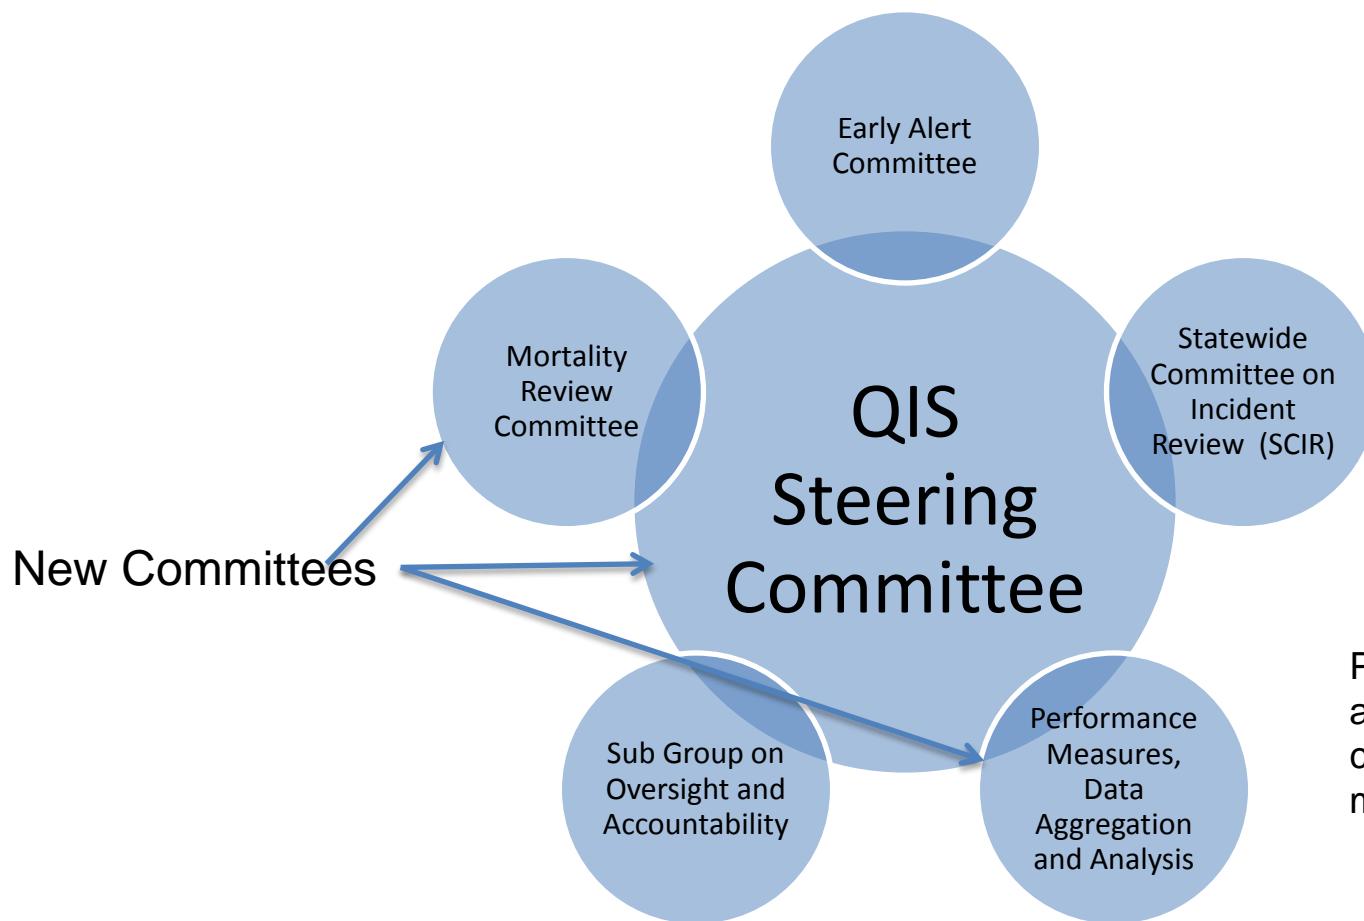 Early Alert
Committee
Mortality
Review
Committee
Statewide
Committee on
Incident
Review (SCIR)
QIS
Steering
Committee
New Committees
Sub Group on
Oversight and
Accountability
Performance
Measures,
Data
Aggregation
and Analysis